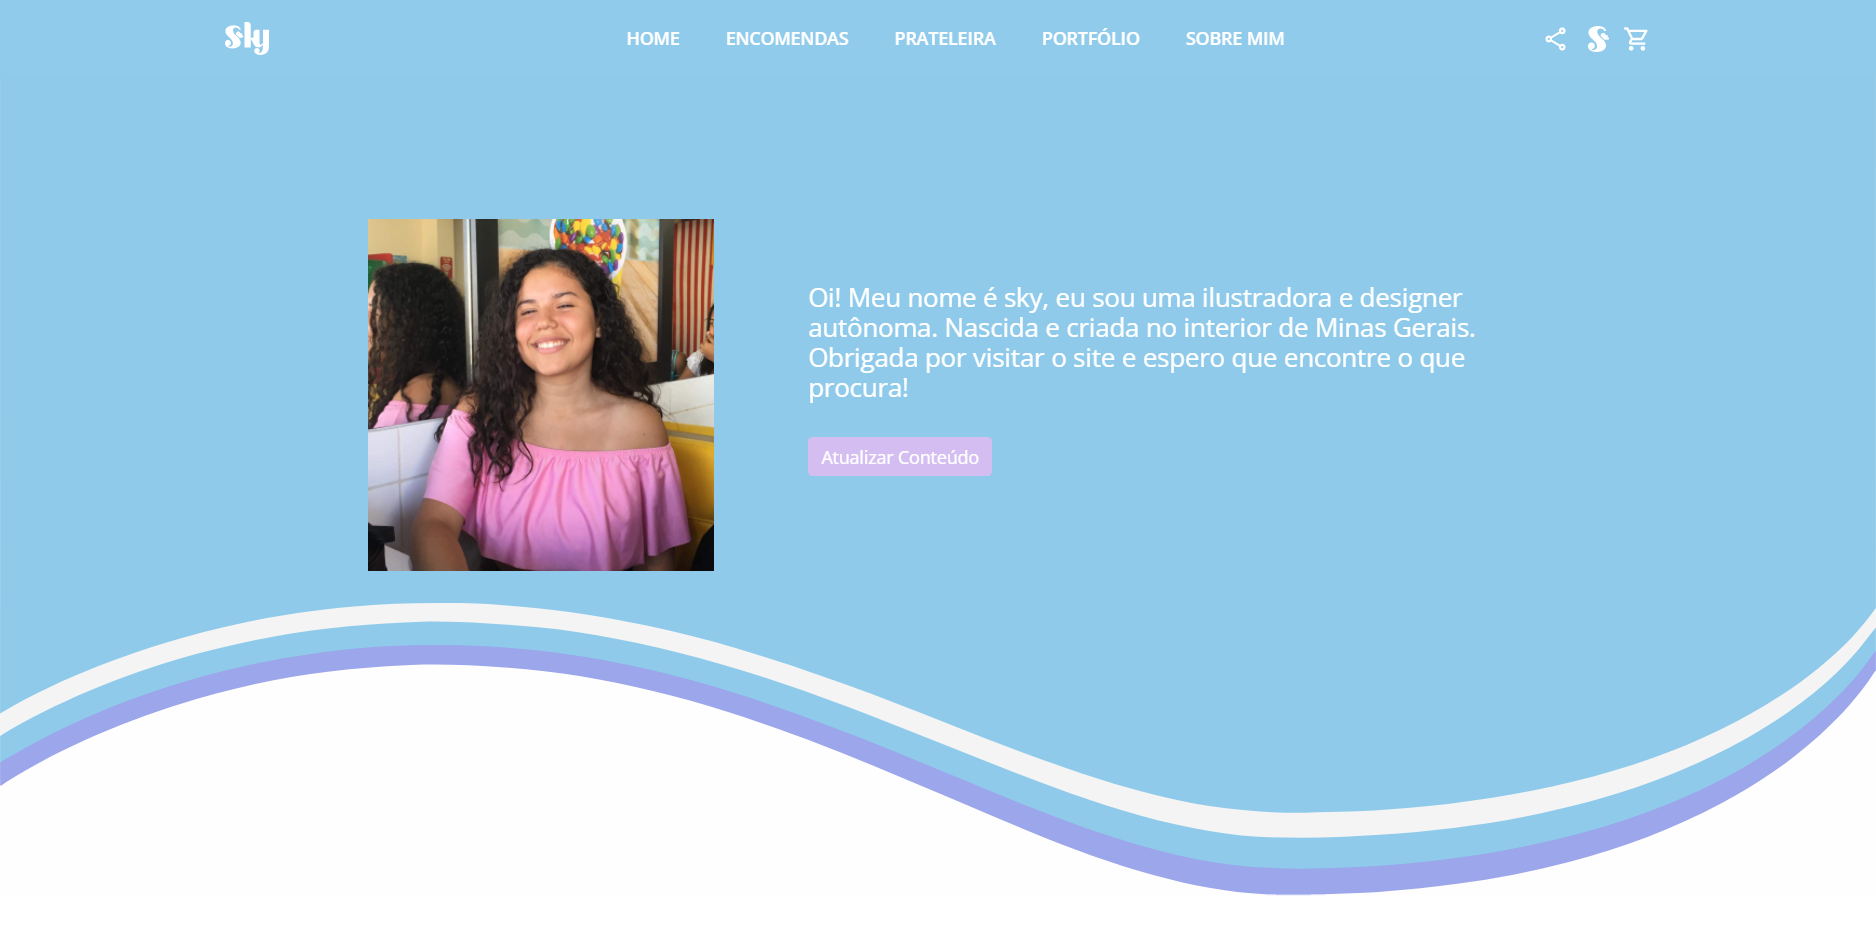 sky
HOME
ENCOMENDAS
PRATELEIRA
PORTFÓLIO
SOBRE MIM
S
Oi! Meu nome é sky, eu sou uma ilustradora e designer
autônoma. Nascida e criada no interior de Minas Gerais.
Obrigada por visitar o site e espero que encontre o que
procura!
Atualizar Conteúdo